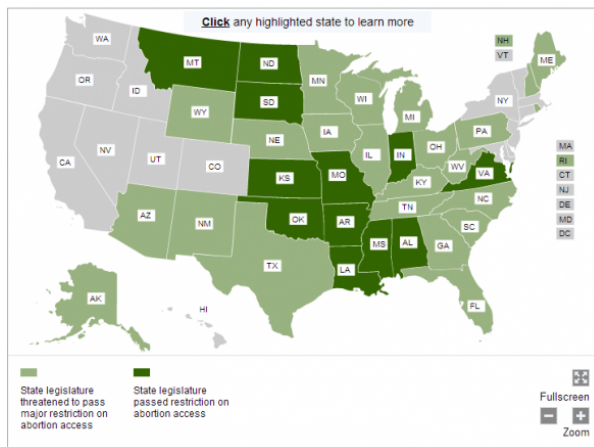 Click any highlighted state to learn more
WA
MT
ND
MN
NH
VT
ME
OR
ID
SD
WI
NY
WY
MI
IA
NE
PA
MA
NV
OH
IL
IN
RI
CA
UT
CO
WV
VA
CT
KS
MO
KY
NJ
NC
DE
TN
AZ
NM
OK
AR
SC
MD
DC
MS
AL
GA
TX
LA
AK
FL
HI
State legislature
threatened to pass
major restriction on
abortion access
State legislature
passed restriction on
abortion access
Fullscreen
Zoom